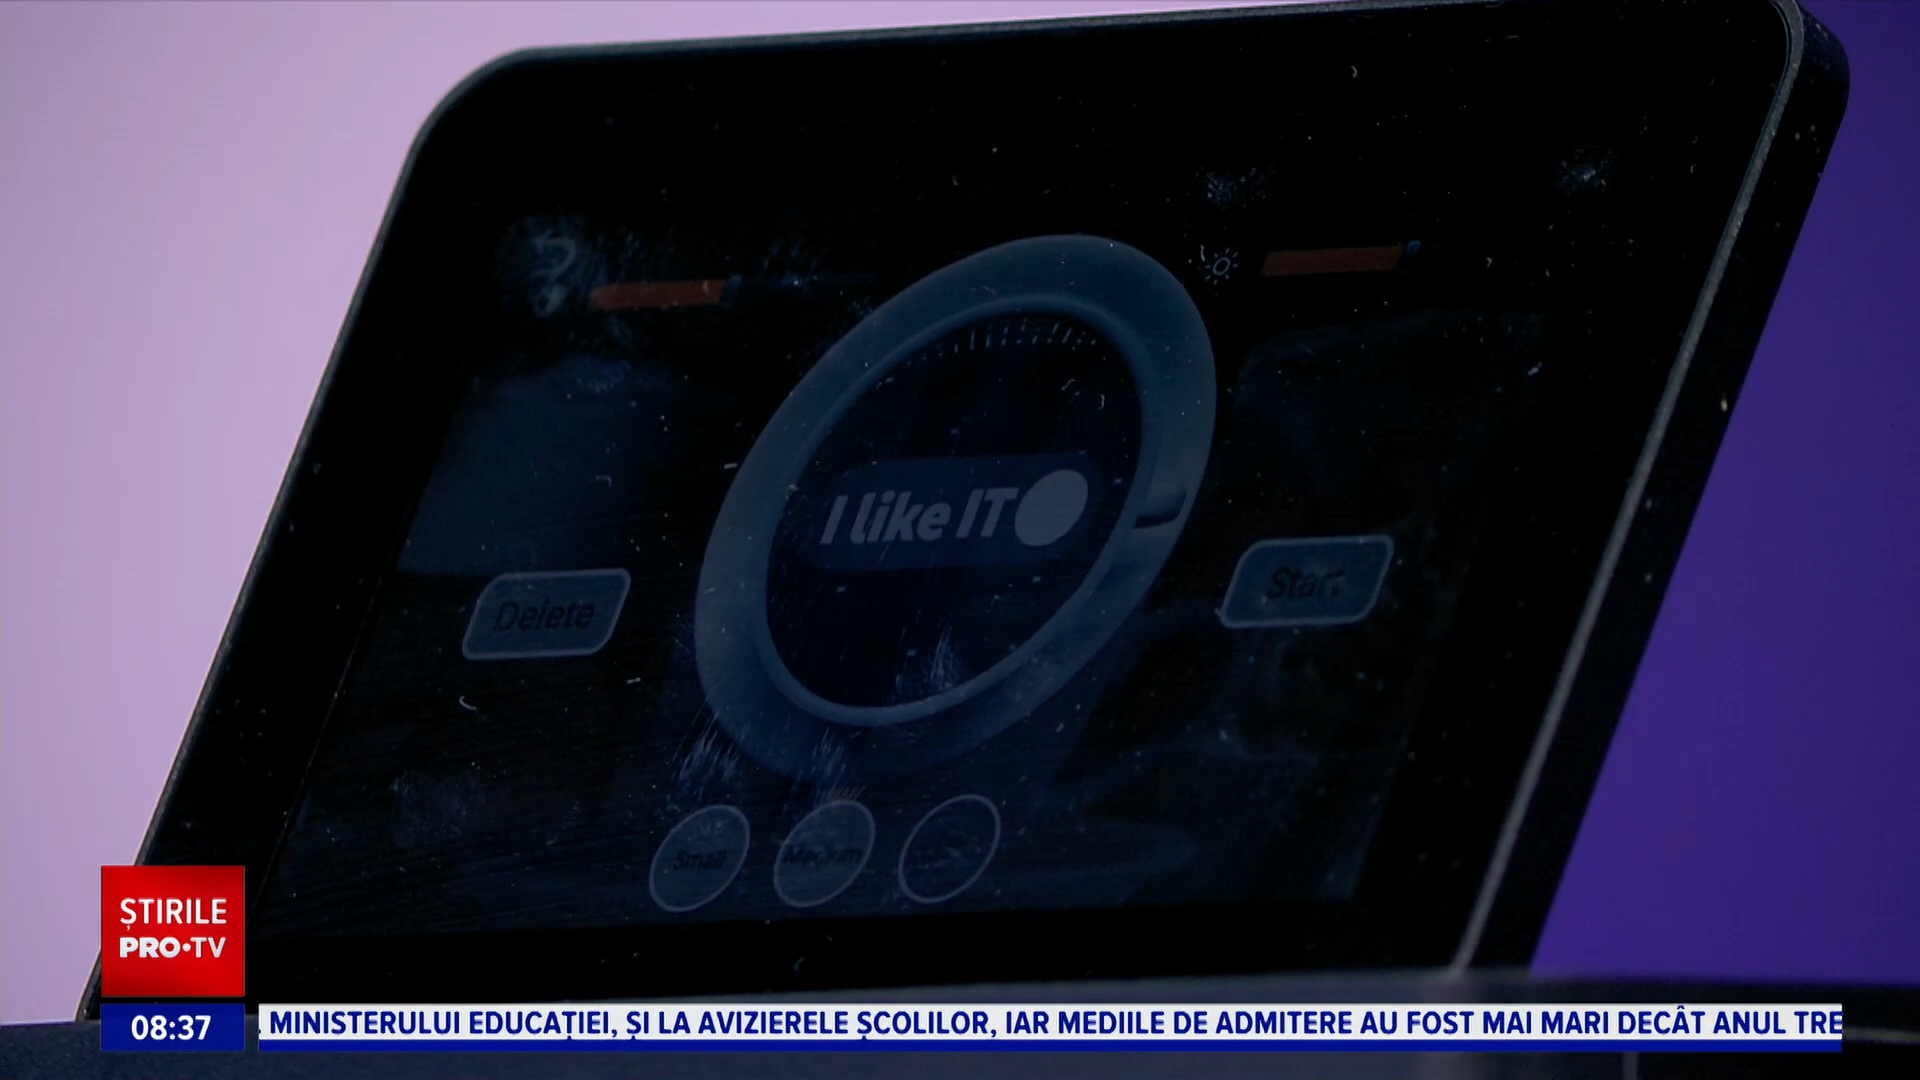 I like IT
Delete
Start
Small
Medium
ȘTIRILE
PRO•TV
08:37
MINISTERULUI EDUCAȚIEI, ȘI LA AVIZIERELE ȘCOLILOR, IAR MEDIILE DE ADMITERE AU FOST MAI MARI DECÂT ANUL TRE